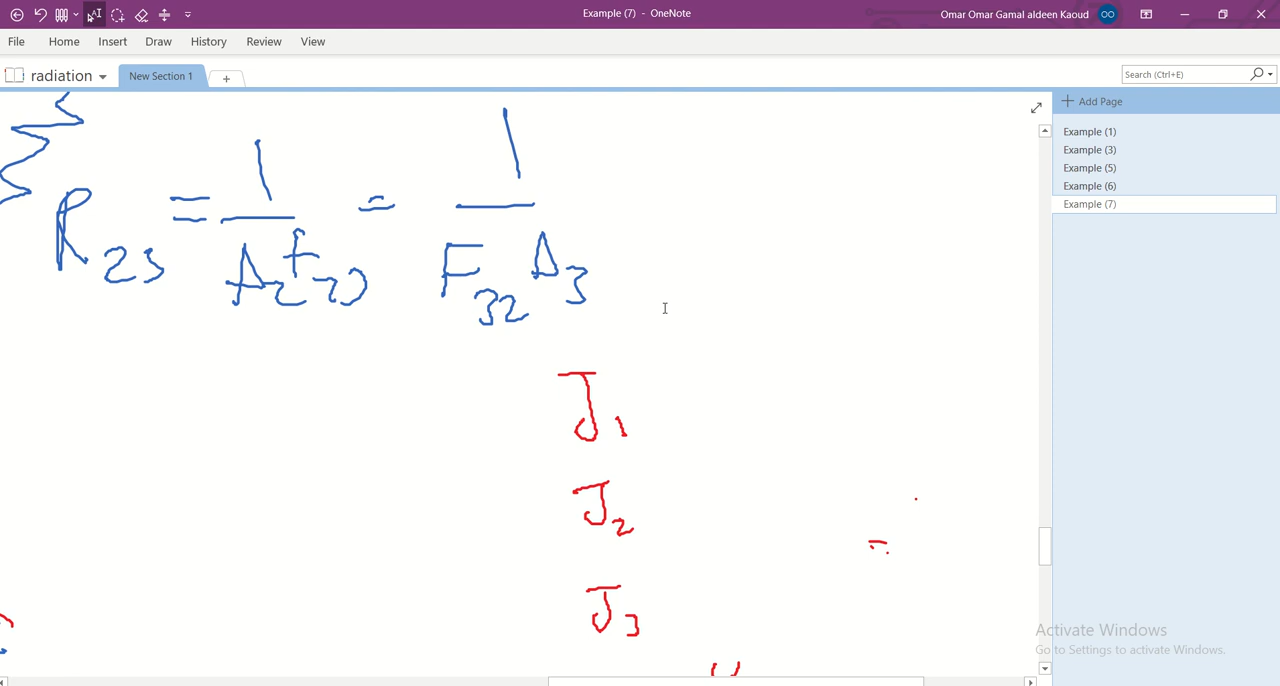 Example (7) - OneNote
Omar Omar Gamal aldeen Kaoud OO
File Home Insert Draw History Review View
radiation New Section 1 +
Search (Ctrl+E)
Add Page
Example (1)
Example (3)
Example (5)
Example (6)
Example (7)
R23 = 1/A2F23 = 1/F32A3
J1
J2
=
J3
Activate Windows
Go to Settings to activate Windows.